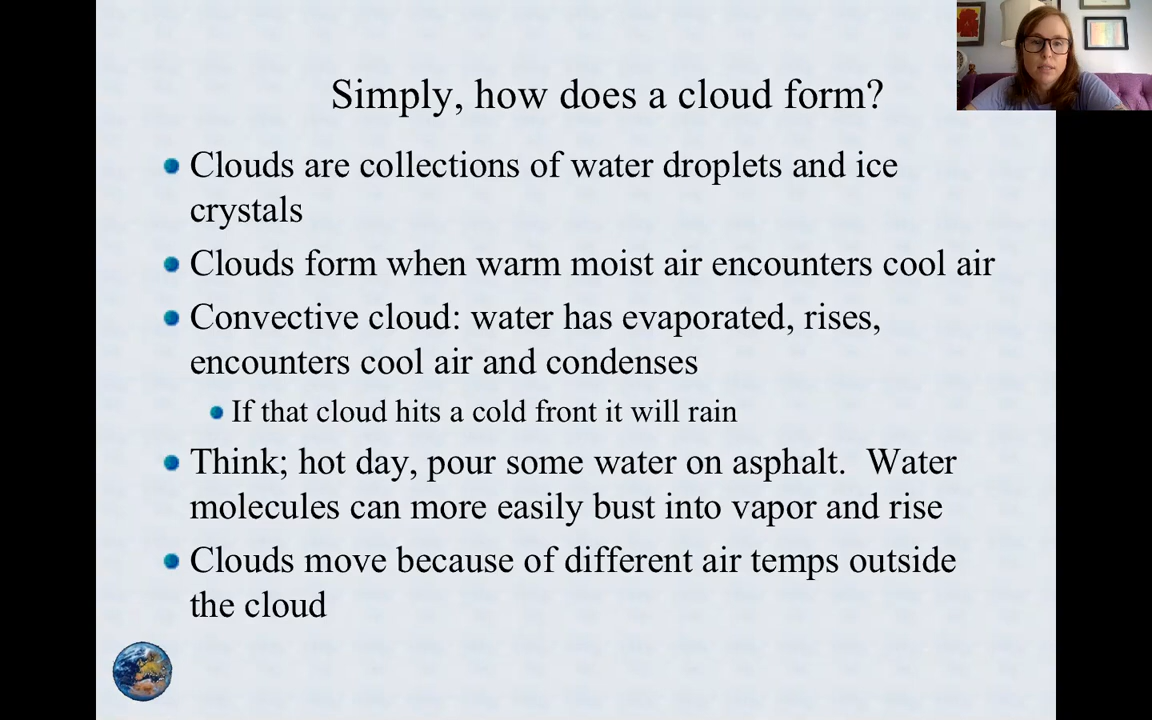 Simply, how does a cloud form?
Clouds are collections of water droplets and ice
crystals
Clouds form when warm moist air encounters cool air
Convective cloud: water has evaporated, rises,
encounters cool air and condenses
If that cloud hits a cold front it will rain
Think; hot day, pour some water on asphalt.  Water
molecules can more easily bust into vapor and rise
Clouds move because of different air temps outside
the cloud